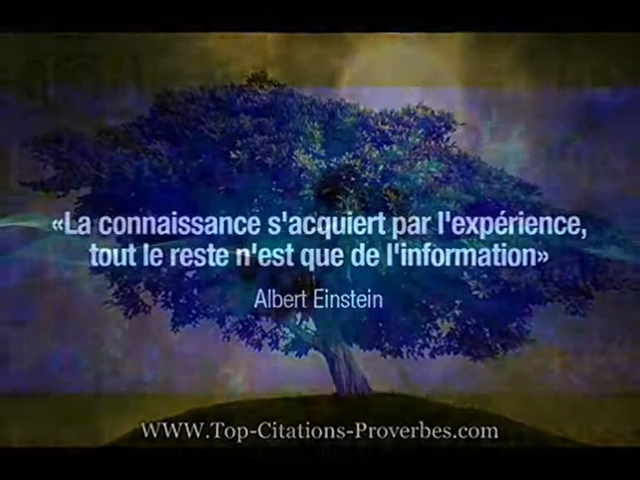 «La connaissance s'acquiert par l'expérience,
tout le reste n'est que de l'information»
Albert Einstein
WWW.Top-Citations-Proverbes.com